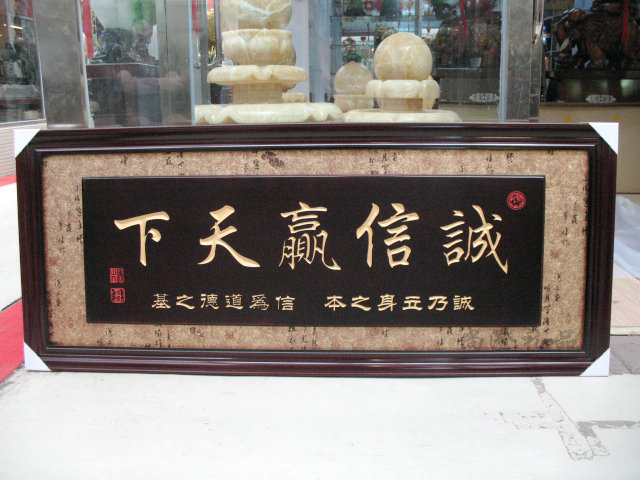 誠信贏天下
誠乃立身之本 信爲道德之基